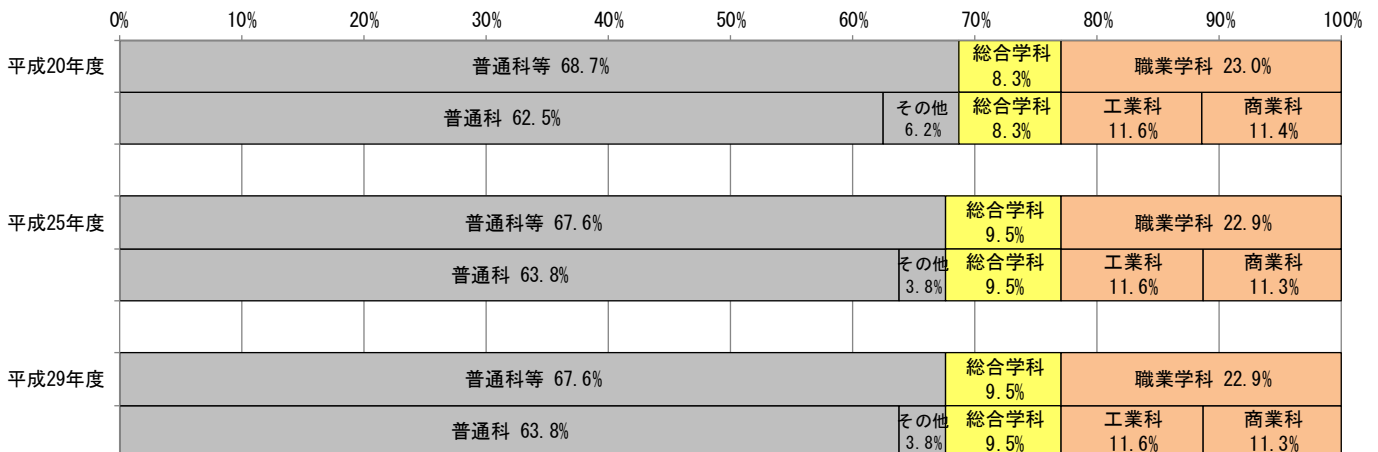 0% 10% 20% 30% 40% 50% 60% 70% 80% 90% 100%
平成20年度
普通科等 68.7%
総合学科
8.3%
職業学科 23.0%
普通科 62.5%
その他
6.2%
総合学科
8.3%
工業科
11.6%
商業科
11.4%
平成25年度
普通科等 67.6%
総合学科
9.5%
職業学科 22.9%
普通科 63.8%
その他
3.8%
総合学科
9.5%
工業科
11.6%
商業科
11.3%
平成29年度
普通科等 67.6%
総合学科
9.5%
職業学科 22.9%
普通科 63.8%
その他
3.8%
総合学科
9.5%
工業科
11.6%
商業科
11.3%